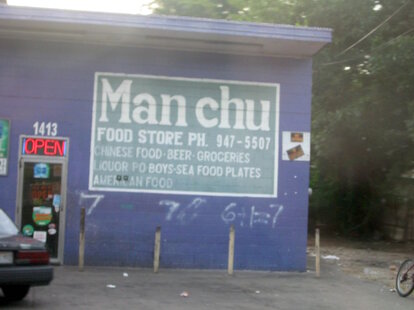 Man chu
FOOD STORE PH. 947-5507
CHINESE FOOD-BEER-GROCERIES
LIQUOR PO BOYS-SEA FOOD PLATES
AMERICAN FOOD
1413
OPEN